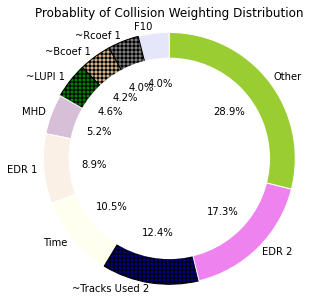 Probablity of Collision Weighting Distribution
F10
~Rcoef 1
~Bcoef 1
~LUPI 1
MHD
EDR 1
Time
~Tracks Used 2
EDR 2
Other
4.0%
4.0%
4.2%
4.6%
5.2%
8.9%
10.5%
12.4%
17.3%
28.9%